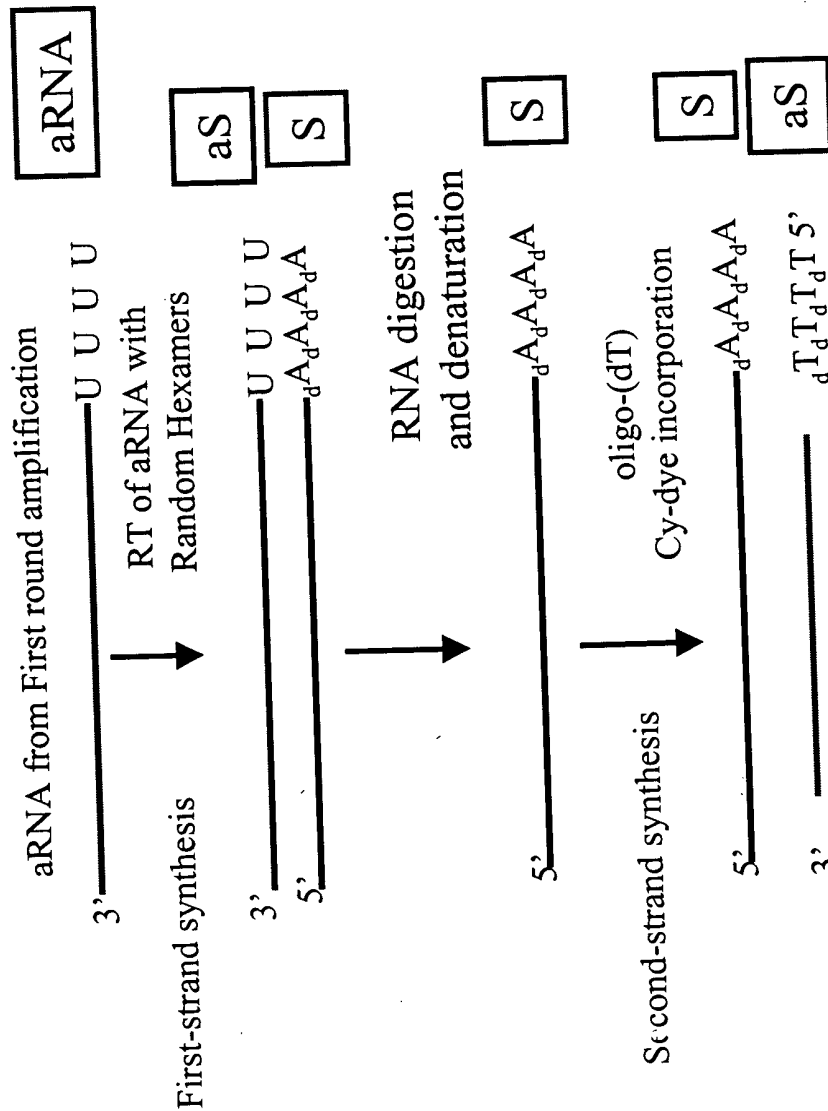 aRNA from First round amplification
aRNA
3’ U U U U
First-strand synthesis
RT of aRNA with
Random Hexamers
3’ U U U U aS
5’ dAdAdAdA S
RNA digestion
and denaturation
5’ dAdAdAdA S
Second-strand synthesis
oligo-(dT)
Cy-dye incorporation
5’ dAdAdAdA S
3’ dTdTdTdT 5’ aS